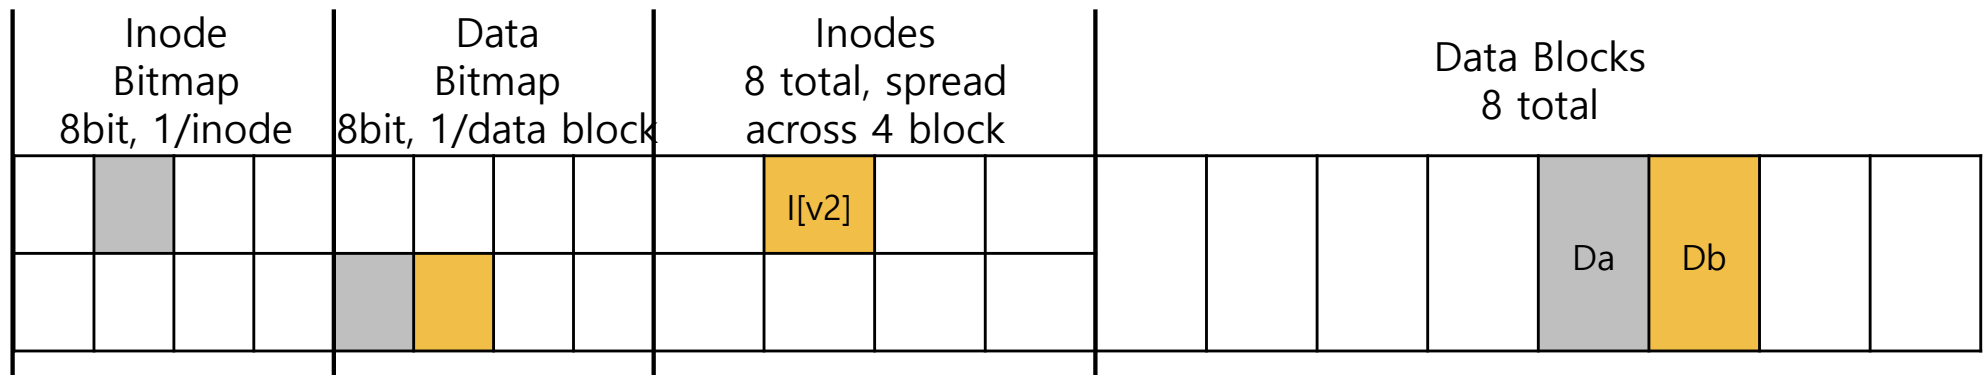 Inode
Bitmap
8bit, 1/inode
Data
Bitmap
8bit, 1/data block
Inodes
8 total, spread
across 4 block
Data Blocks
8 total
I[v2]
Da
Db